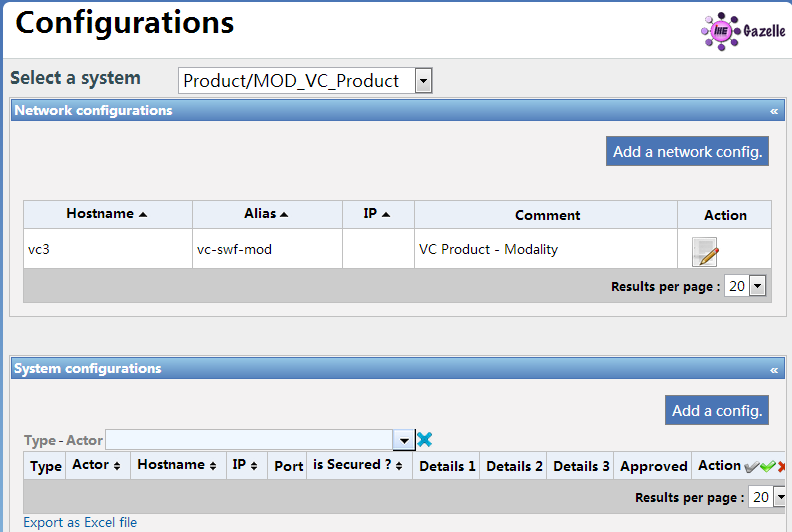 Configurations
IHE Gazelle
Select a system Product/MOD_VC_Product
Network configurations «
Add a network config.
Hostname Alias IP Comment Action
vc3 vc-swf-mod VC Product - Modality
Results per page : 20
System configurations «
Add a config.
Type - Actor
Type Actor Hostname IP Port is Secured ? Details 1 Details 2 Details 3 Approved Action
Results per page : 20
Export as Excel file